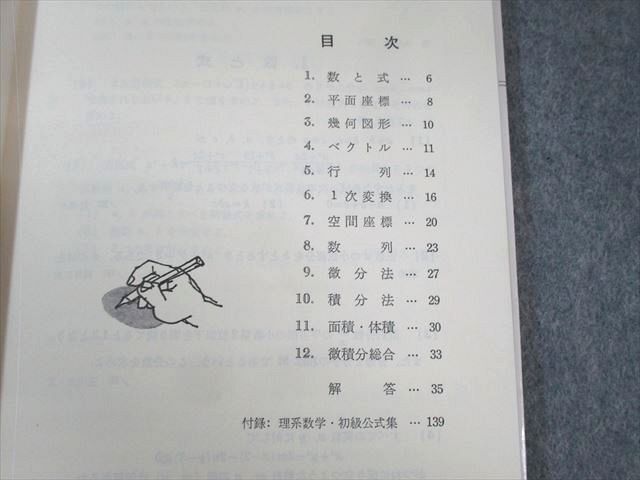 目次
1. 数と式 … 6
2. 平面座標 … 8
3. 幾何図形 … 10
4. ベクトル … 11
5. 行列 … 14
6. 1次変換 … 16
7. 空間座標 … 20
8. 数列 … 23
9. 微分法 … 27
10. 積分法 … 29
11. 面積・体積 … 30
12. 微積分総合 … 33
解答 … 35
付録: 理系数学・初級公式集 … 139